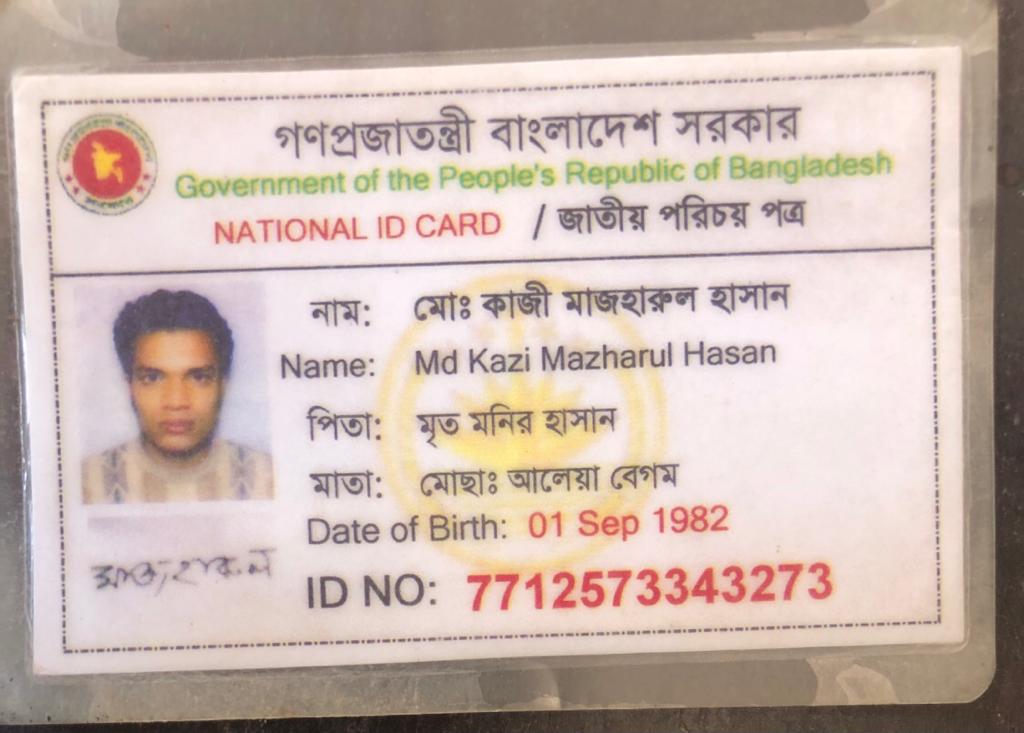 গণপ্রজাতন্ত্রী বাংলাদেশ সরকার
Government of the People's Republic of Bangladesh
NATIONAL ID CARD / জাতীয় পরিচয় পত্র
নাম: মোঃ কাজী মাজহারুল হাসান
Name: Md Kazi Mazharul Hasan
পিতা: মৃত মনির হাসান
মাতা: মোছাঃ আলেয়া বেগম
Date of Birth: 01 Sep 1982
মাজহারুল
ID NO: 7712573343273